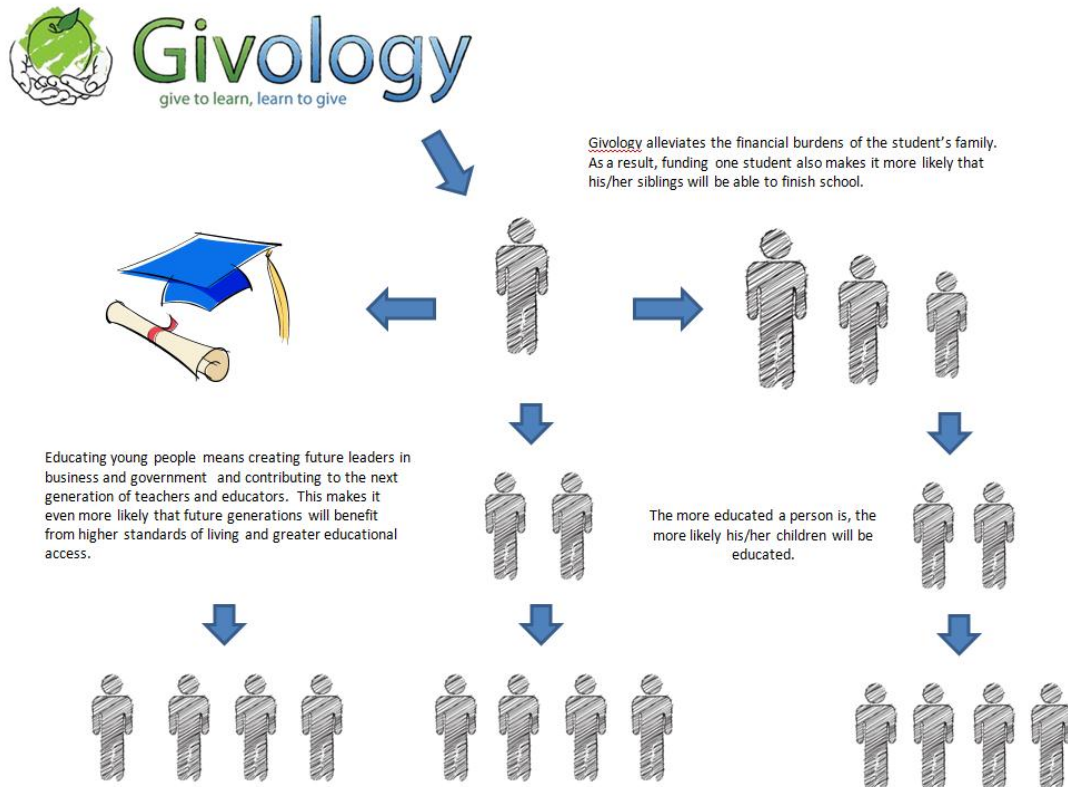 Givology
give to learn, learn to give
Givology alleviates the financial burdens of the student's family.
As a result, funding one student also makes it more likely that
his/her siblings will be able to finish school.
Educating young people means creating future leaders in
business and government and contributing to the next
generation of teachers and educators. This makes it
even more likely that future generations will benefit
from higher standards of living and greater educational
access.
The more educated a person is, the
more likely his/her children will be
educated.